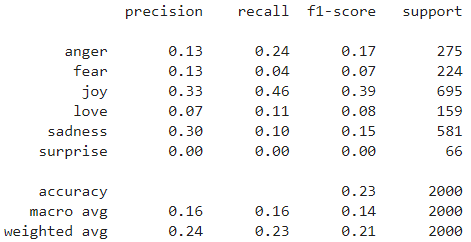 precision recall f1-score support
anger 0.13 0.24 0.17 275
fear 0.13 0.04 0.07 224
joy 0.33 0.46 0.39 695
love 0.07 0.11 0.08 159
sadness 0.30 0.10 0.15 581
surprise 0.00 0.00 0.00 66
accuracy 0.23 2000
macro avg 0.16 0.16 0.14 2000
weighted avg 0.24 0.23 0.21 2000